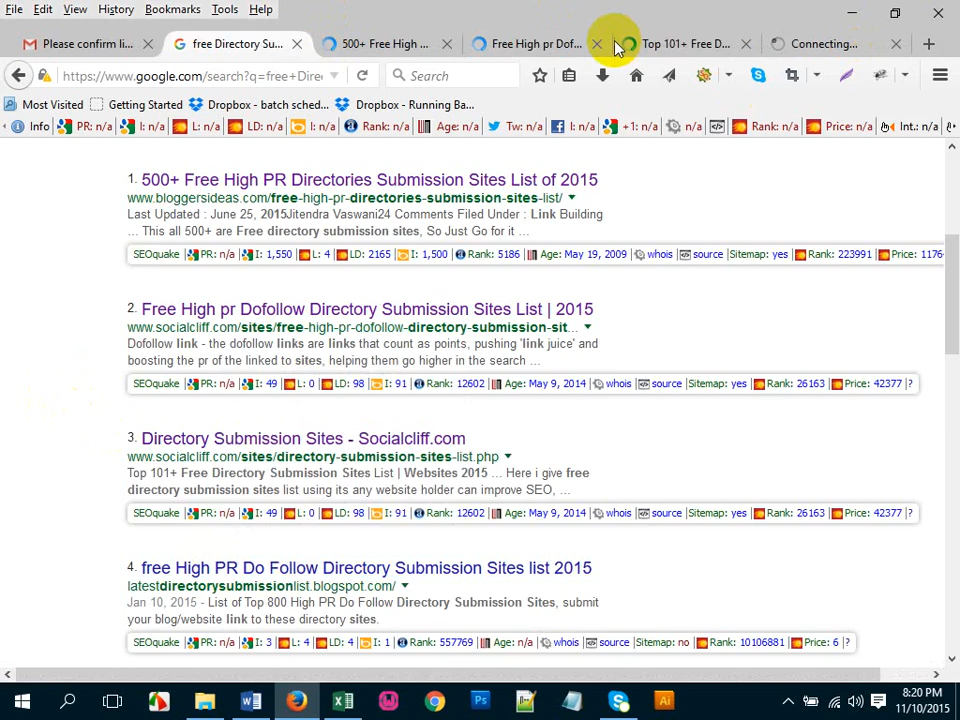 File Edit View History Bookmarks Tools Help
Please confirm li... free Directory Su... 500+ Free High ... Free High pr Dof... Top 101+ Free D... Connecting...
https://www.google.com/search?q=free+Dire Search
Most Visited Getting Started Dropbox - batch sched... Dropbox - Running Ba...
Info PR: n/a I: n/a L: n/a LD: n/a I: n/a Rank: n/a Age: n/a Tw: n/a I: n/a +1: n/a n/a Rank: n/a Price: n/a Int.: n/a
1. 500+ Free High PR Directories Submission Sites List of 2015
www.bloggersideas.com/free-high-pr-directories-submission-sites-list/
Last Updated : June 25, 2015Jitendra Vaswani24 Comments Filed Under : Link Building
... This all 500+ are Free directory submission sites, So Just Go for it ...
SEOquake PR: n/a I: 1,550 L: 4 LD: 2165 I: 1,500 Rank: 5186 Age: May 19, 2009 whois source Sitemap: yes Rank: 223991 Price: 1176
2. Free High pr Dofollow Directory Submission Sites List | 2015
www.socialcliff.com/sites/free-high-pr-dofollow-directory-submission-sit...
Dofollow link - the dofollow links are links that count as points, pushing 'link juice' and
boosting the pr of the linked to sites, helping them go higher in the search ...
SEOquake PR: n/a I: 49 L: 0 LD: 98 I: 91 Rank: 12602 Age: May 9, 2014 whois source Sitemap: yes Rank: 26163 Price: 42377 ?
3. Directory Submission Sites - Socialcliff.com
www.socialcliff.com/sites/directory-submission-sites-list.php
Top 101+ Free Directory Submission Sites List | Websites 2015 ... Here i give free
directory submission sites list using its any website holder can improve SEO, ...
SEOquake PR: n/a I: 49 L: 0 LD: 98 I: 91 Rank: 12602 Age: May 9, 2014 whois source Sitemap: yes Rank: 26163 Price: 42377 ?
4. free High PR Do Follow Directory Submission Sites list 2015
latestdirectorysubmissionlist.blogspot.com/
Jan 10, 2015 - List of Top 800 High PR Do Follow Directory Submission Sites, submit
your blog/website link to these directory sites.
SEOquake PR: n/a I: 3 L: 4 LD: 4 I: 1 Rank: 557769 Age: n/a whois source Sitemap: no Rank: 10106881 Price: 6 ?
8:20 PM
11/10/2015